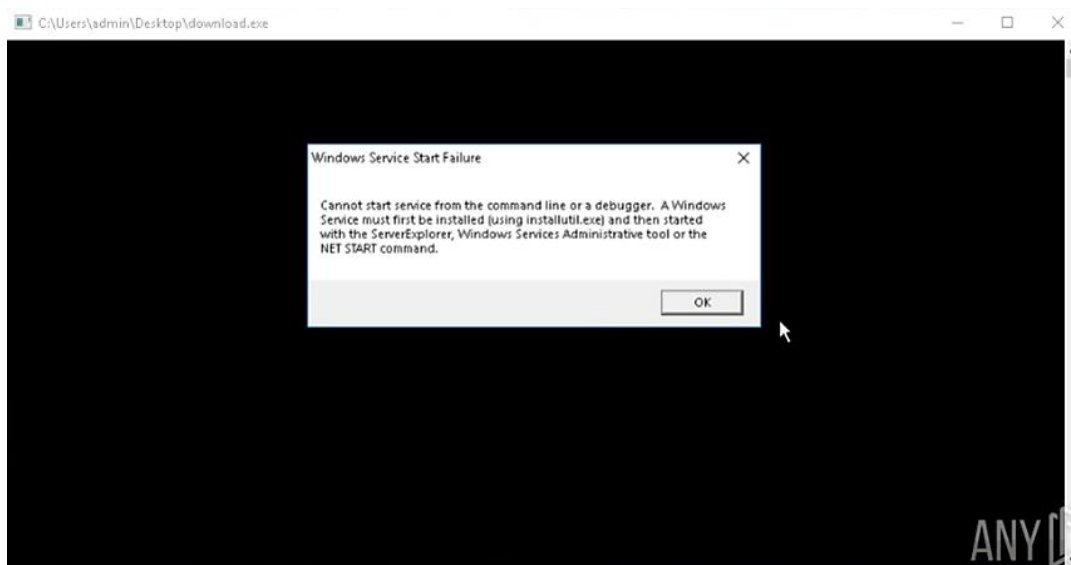 C:\Users\admin\Desktop\download.exe
Windows Service Start Failure
Cannot start service from the command line or a debugger.  A Windows
Service must first be installed (using installutil.exe) and then started
with the ServerExplorer, Windows Services Administrative tool or the
NET START command.
OK
ANY